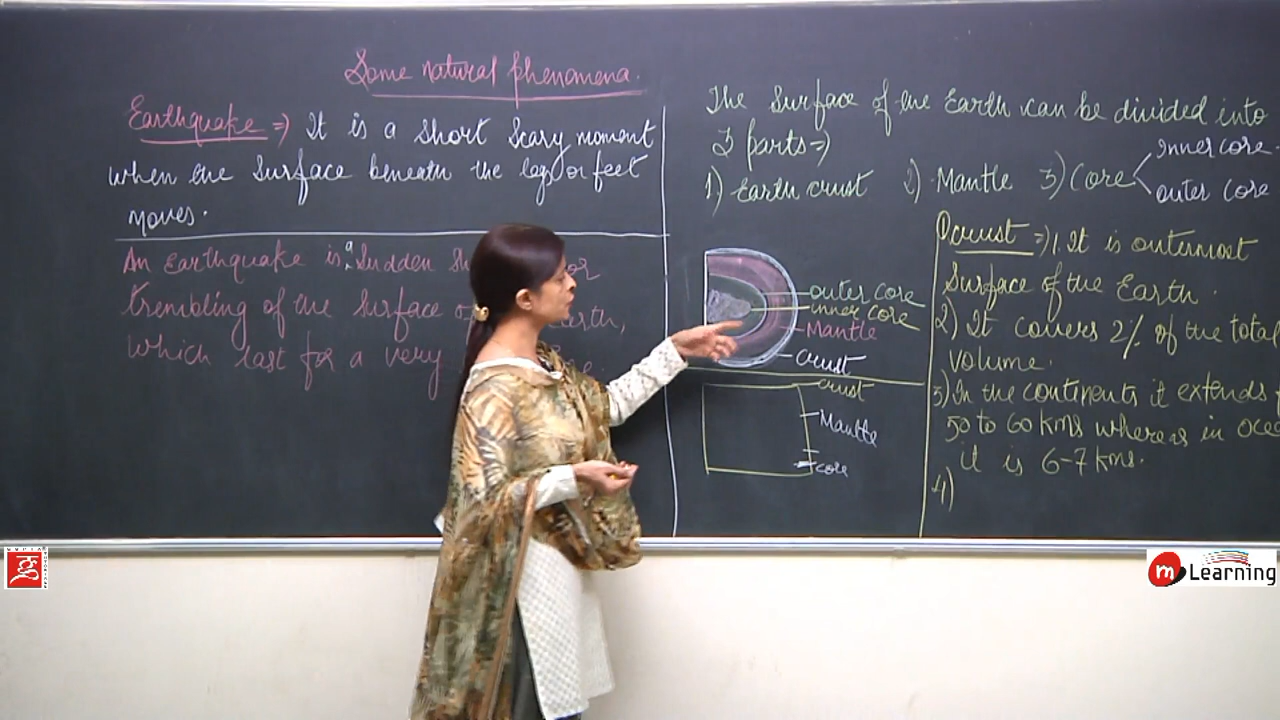 Some natural phenomena.
Earthquake => It is a short scary moment
when the surface beneath the legs or feet
moves.
An Earthquake is a sudden
trembling of the surface
which last for a very
The surface of the Earth can be divided into
3 parts =>
1) Earth crust 2) Mantle 3) Core
inner core.
outer core
outer core
inner core
Mantle
crust
crust
Mantle
core
crust => 1. It is outermost
surface of the Earth.
2) It covers 2% of the total
volume.
3) In the continents it extends
50 to 60 kms whereas in
it is 6-7 kms.
4)
m Learning